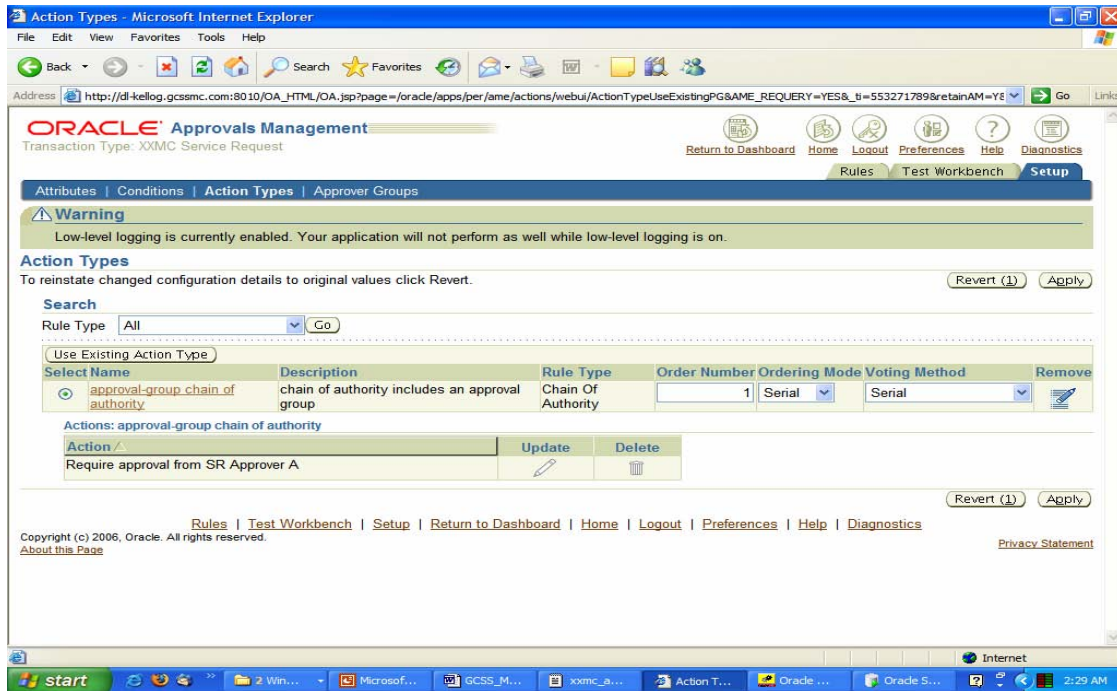 Action Types - Microsoft Internet Explorer
File Edit View Favorites Tools Help
Back Search Favorites
Address http://dl-kellog.gcssmc.com:8010/OA_HTML/OA.jsp?page=/oracle/apps/per/ame/actions/webui/ActionTypeUseExistingPG&AME_REQUERY=YES&_ti=553271789&retainAM=YE Go Links
ORACLE Approvals Management
Transaction Type: XXMC Service Request
Return to Dashboard Home Logout Preferences Help Diagnostics
Rules Test Workbench Setup
Attributes | Conditions | Action Types | Approver Groups
Warning
Low-level logging is currently enabled. Your application will not perform as well while low-level logging is on.
Action Types
To reinstate changed configuration details to original values click Revert.
Revert (1) Apply
Search
Rule Type All Go
Use Existing Action Type
Select Name Description Rule Type Order Number Ordering Mode Voting Method Remove
approval-group chain of authority chain of authority includes an approval group Chain Of Authority 1 Serial Serial
Actions: approval-group chain of authority
Action Update Delete
Require approval from SR Approver A
Revert (1) Apply
Rules | Test Workbench | Setup | Return to Dashboard | Home | Logout | Preferences | Help | Diagnostics
Copyright (c) 2006, Oracle. All rights reserved.
About this Page
Privacy Statement
Internet
start 2 Win... Microsof... GCSS_M... xxmc_a... Action T... Oracle ... Oracle S... 2:29 AM